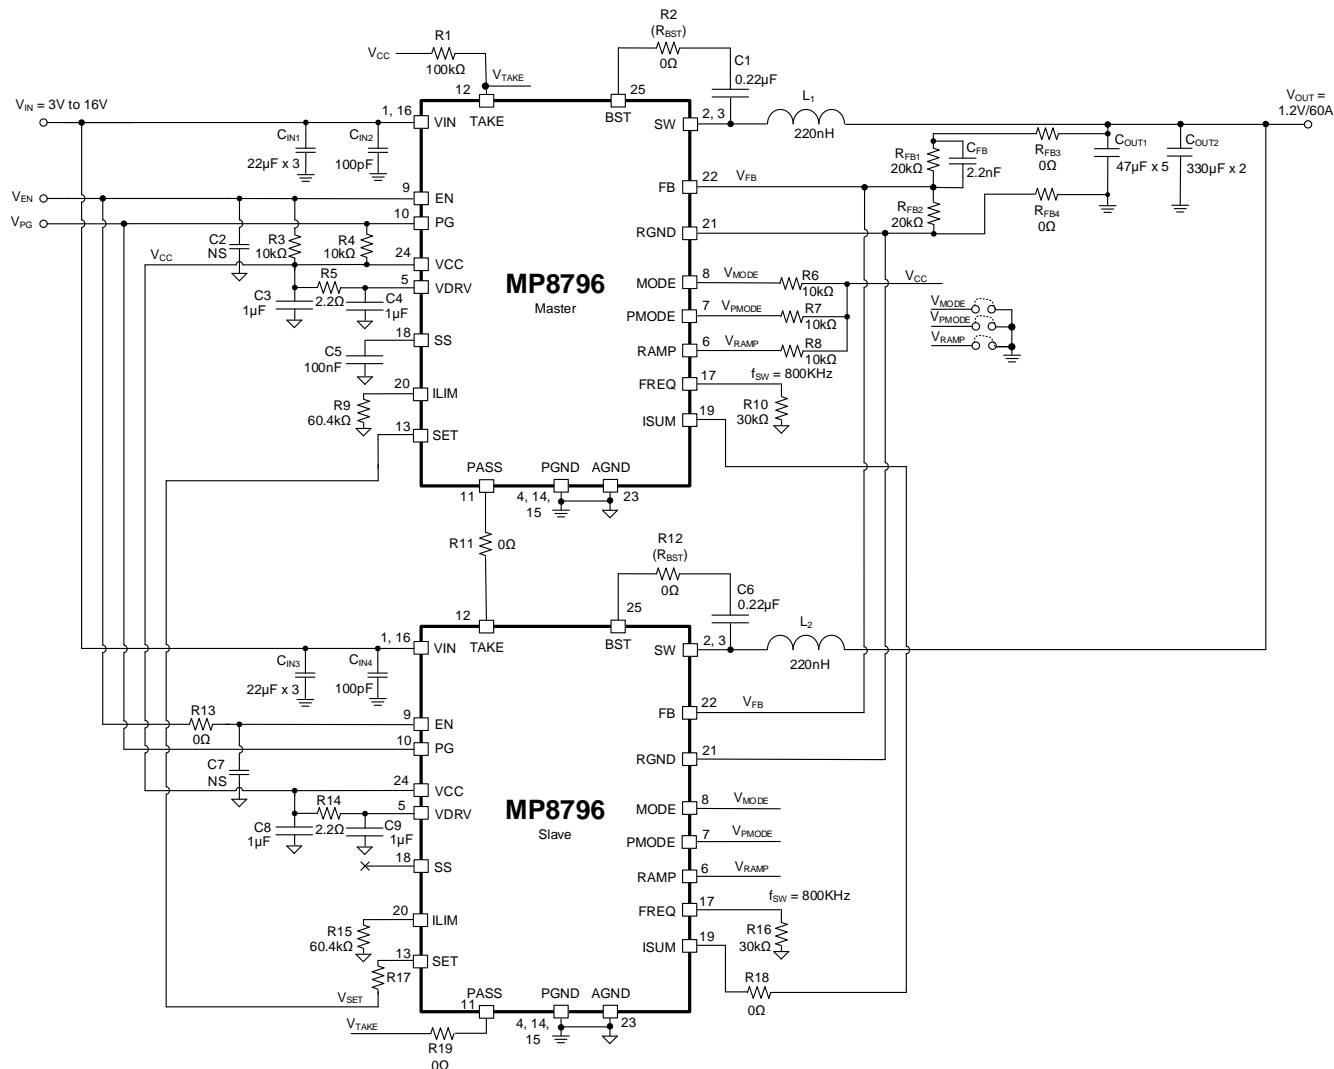 R1
VCC
100kΩ
VTAKE
R2
(RBST)
0Ω
C1
0.22µF
12
25
TAKE
BST
VIN = 3V to 16V
1, 16
VIN
CIN1
22µF x 3
CIN2
100pF
SW
2, 3
L1
220nH
VOUT =
1.2V/60A
RFB1
20kΩ
CFB
2.2nF
RFB3
0Ω
COUT1
47µF x 5
COUT2
330µF x 2
VEN
9
EN
VPG
10
PG
FB
22
VFB
RFB2
20kΩ
RFB4
0Ω
RGND
21
C2
NS
R3
10kΩ
R4
10kΩ
VCC
24
VCC
R5
2.2Ω
5
VDRV
C3
1µF
C4
1µF
MP8796
Master
MODE
8
VMODE
R6
10kΩ
VCC
PMODE
7
VPMODE
R7
10kΩ
RAMP
6
VRAMP
R8
10kΩ
VMODE
VPMODE
VRAMP
18
SS
C5
100nF
FREQ
17
fSW = 800KHz
R10
30kΩ
20
ILIM
R9
60.4kΩ
ISUM
19
13
SET
PASS
PGND
AGND
11
4, 14,
15
23
R11
0Ω
R12
(RBST)
0Ω
C6
0.22µF
12
25
TAKE
BST
1, 16
VIN
SW
2, 3
L2
220nH
CIN3
22µF x 3
CIN4
100pF
R13
0Ω
9
EN
10
PG
FB
22
VFB
RGND
21
C7
NS
24
VCC
R14
2.2Ω
5
VDRV
C8
1µF
C9
1µF
MP8796
Slave
MODE
8
VMODE
PMODE
7
VPMODE
18
SS
RAMP
6
VRAMP
fSW = 800KHz
FREQ
17
R16
30kΩ
20
ILIM
R15
60.4kΩ
ISUM
19
13
SET
R17
R18
0Ω
VSET
PASS
PGND
AGND
11
4, 14,
15
23
VTAKE
R19
0Ω